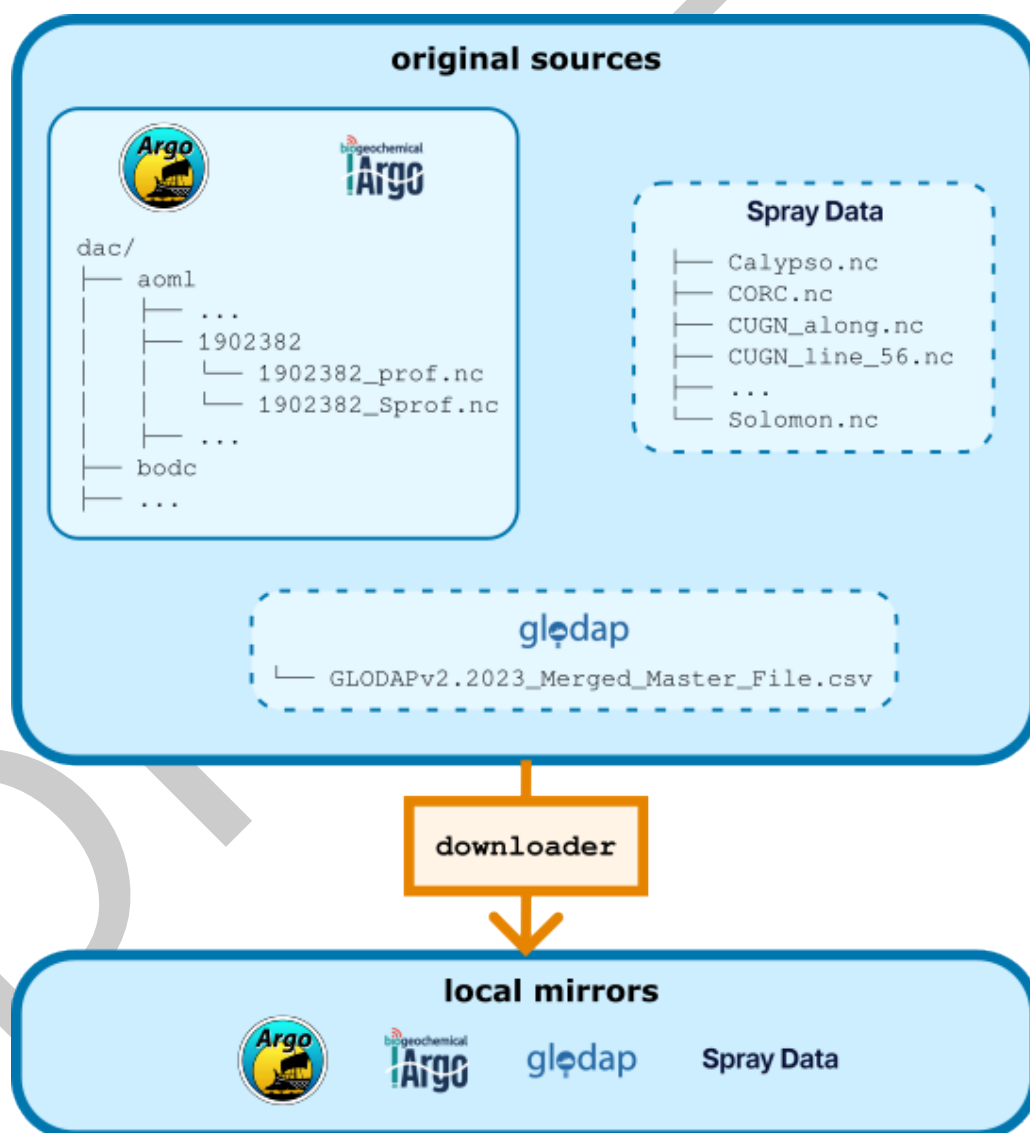 original sources
Argo
biogeochemical
Argo
dac/
├── aoml
│   ├── ...
│   ├── 1902382
│   │   └── 1902382_prof.nc
│   │   └── 1902382_Sprof.nc
│   ├── ...
├── bodc
├── ...
Spray Data
├── Calypso.nc
├── CORC.nc
├── CUGN_along.nc
├── CUGN_line_56.nc
├── ...
└── Solomon.nc
glodap
└── GLODAPv2.2023_Merged_Master_File.csv
downloader
local mirrors
Argo
biogeochemical
Argo
glodap
Spray Data